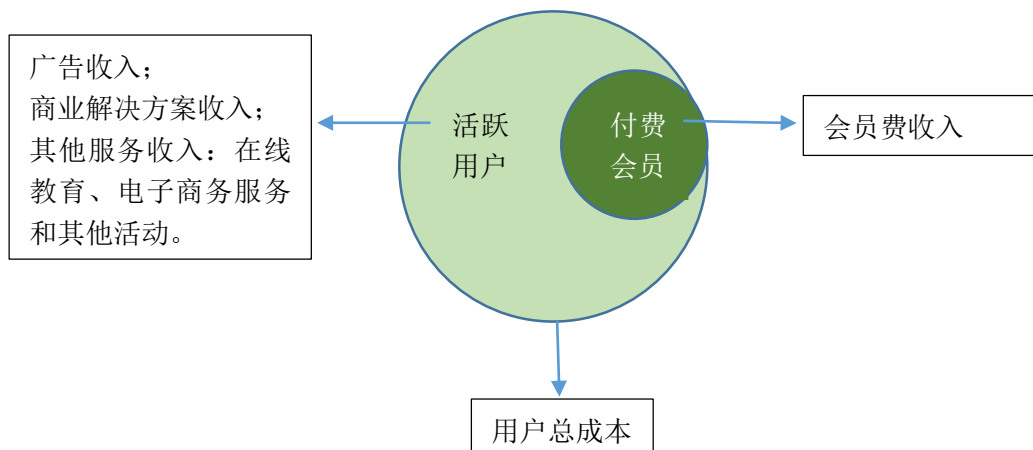 广告收入；
商业解决方案收入；
其他服务收入：在线
教育、电子商务服务
和其他活动。
活跃
用户
付费
会员
会员费收入
用户总成本